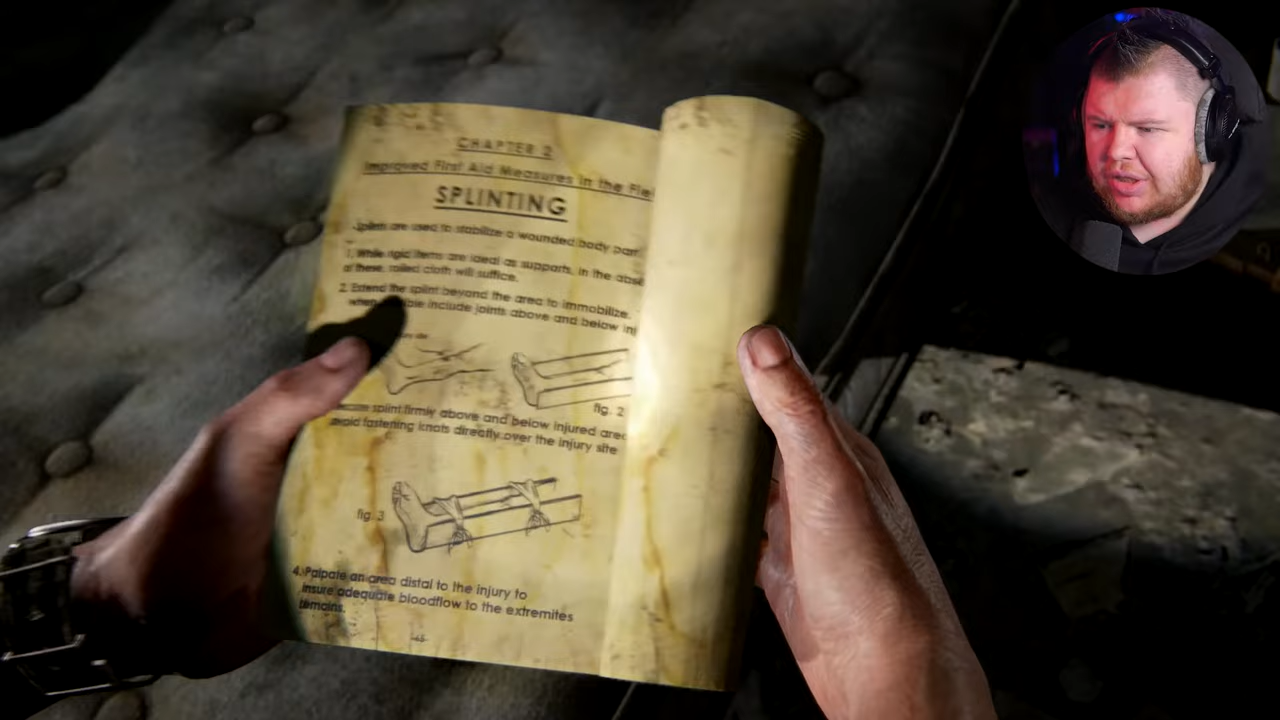 CHAPTER 2
Improved First Aid Measures in the Fie
SPLINTING
Splints are used to stabilize a wounded body part
1. While rigid items are ideal as supports, in the abse
of these, rolled cloth will suffice.
2. Extend the splint beyond the area to immobilize.
when include joints above and below inj
fig. 2
splint firmly above and below injured area
avoid fastening knots directly over the injury site
fig. 3
4. Palpate an area distal to the injury to
insure adequate bloodflow to the extremites
remains.